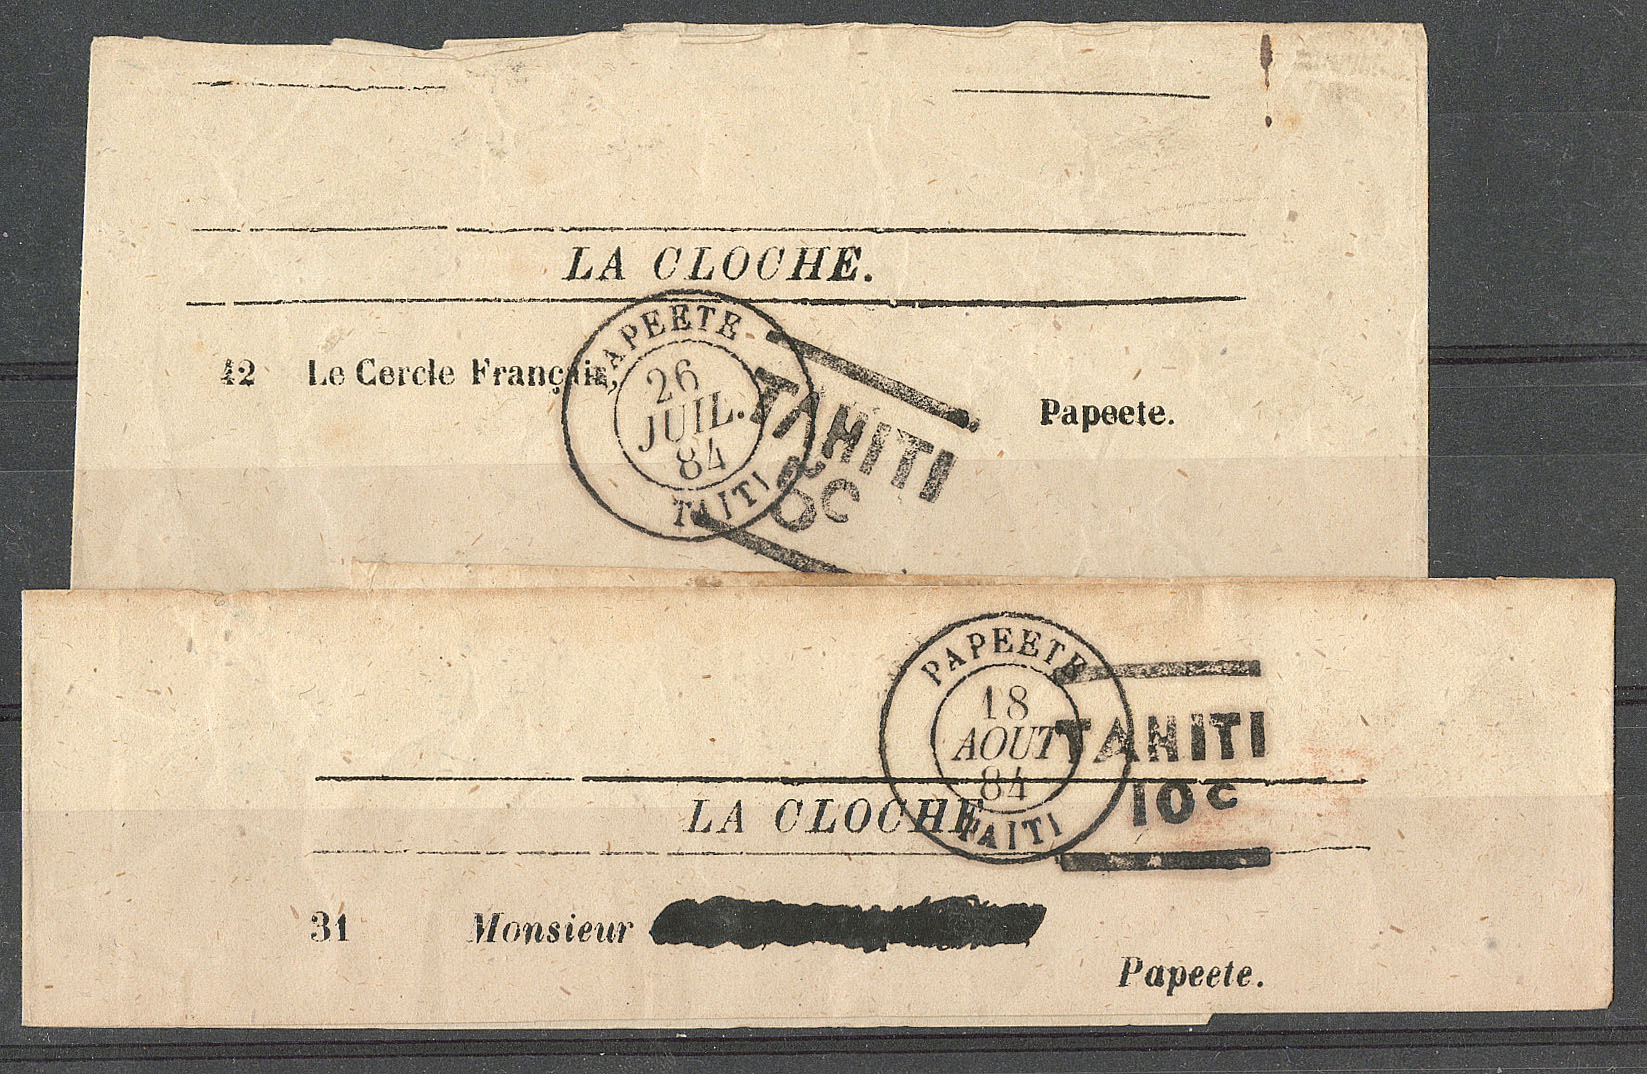 LA CLOCHE.
PAPEETE
26
JUIL.
84
TAITI
TAHITI
10c
42 Le Cercle Français,
Papeete.
PAPEETE
18
AOUT
84
TAITI
TAHITI
10c
LA CLOCHE
31 Monsieur
Papeete.